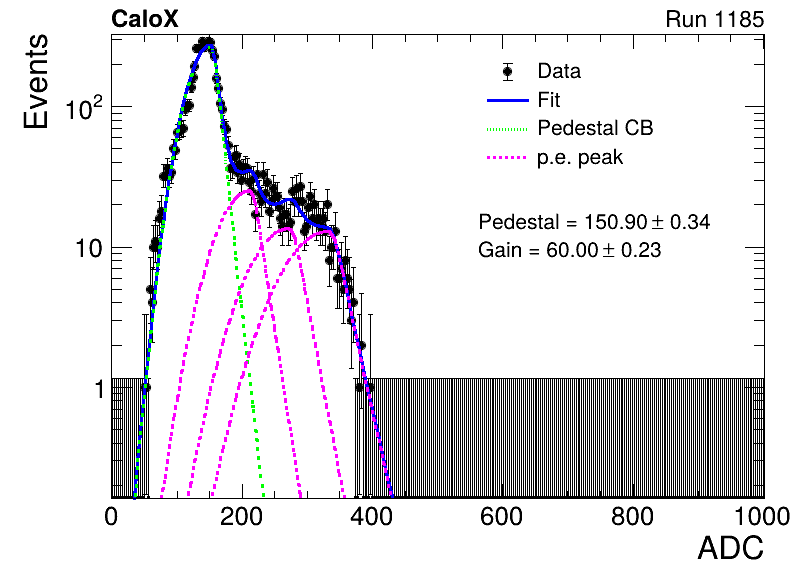 CaloX Run 1185
Events
Data
Fit
Pedestal CB
p.e. peak
Pedestal = 150.90 ± 0.34
Gain = 60.00 ± 0.23
10²
10
1
0 200 400 600 800 1000
ADC